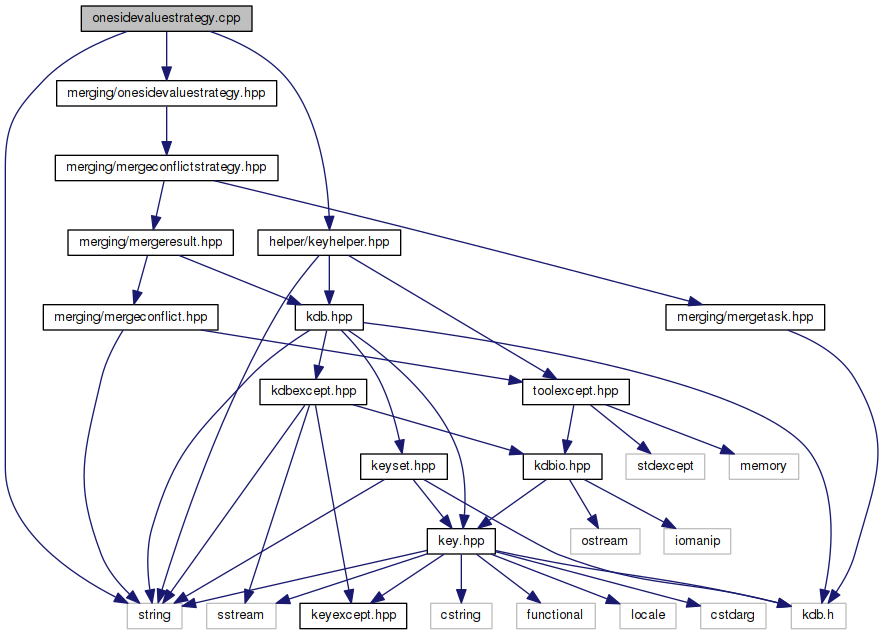 onesidevaluestrategy.cpp
merging/onesidevaluestrategy.hpp
merging/mergeconflictstrategy.hpp
merging/mergeresult.hpp
helper/keyhelper.hpp
merging/mergeconflict.hpp
kdb.hpp
merging/mergetask.hpp
kdbexcept.hpp
toolexcept.hpp
keyset.hpp
kdbio.hpp
stdexcept
memory
key.hpp
ostream
iomanip
string
sstream
keyexcept.hpp
cstring
functional
locale
cstdarg
kdb.h